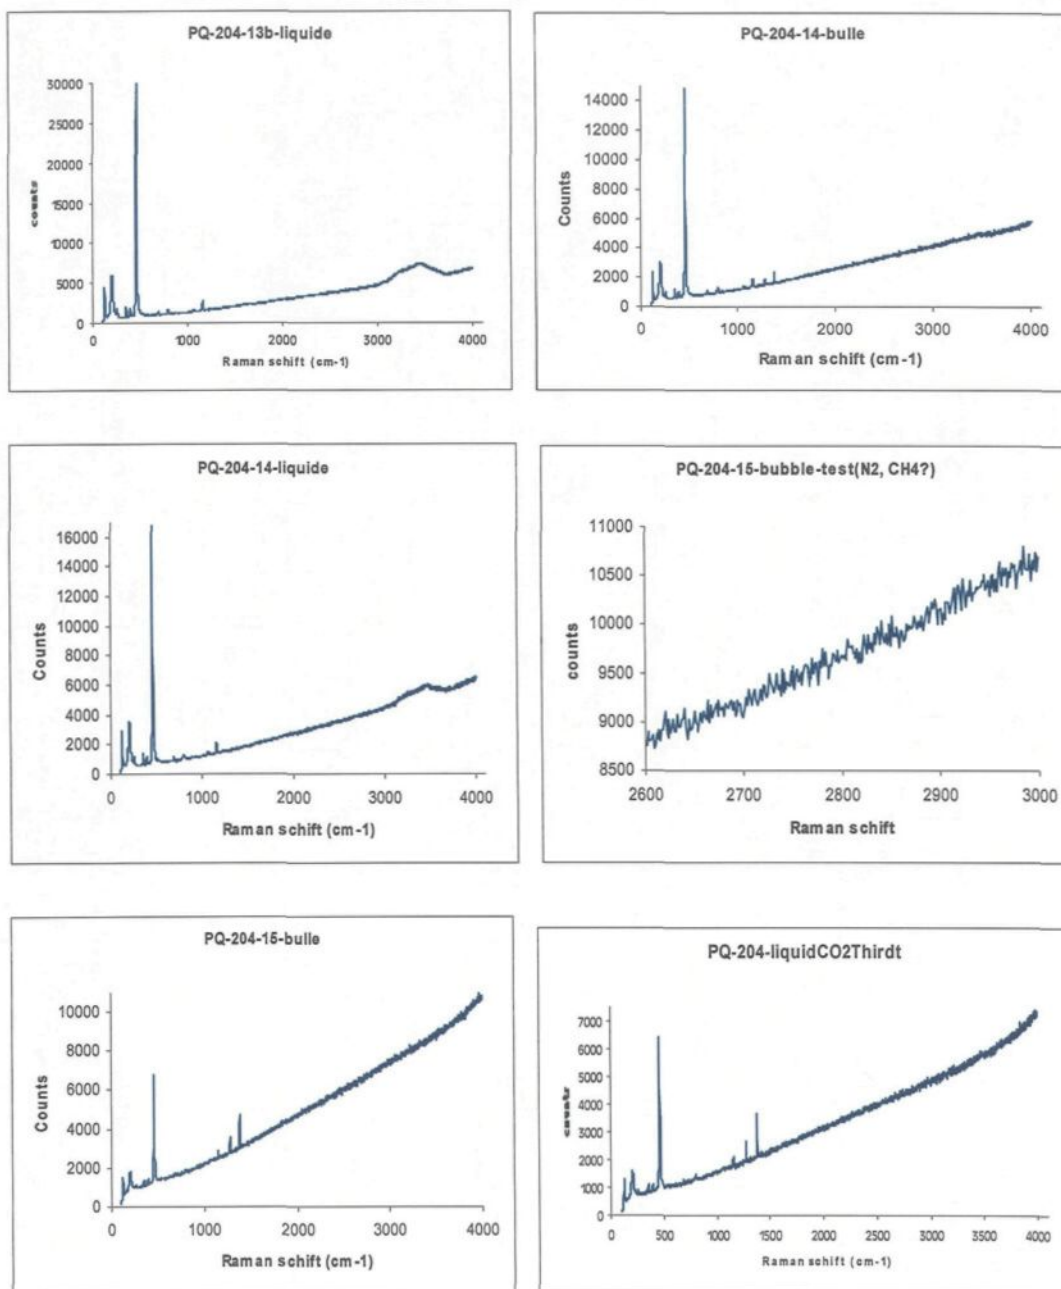 PQ-204-13b-liquide
30000
25000
20000
15000
10000
5000
0
counts
0 1000 2000 3000 4000
Raman schift (cm-1)
PQ-204-14-bulle
14000
12000
10000
8000
6000
4000
2000
0
Counts
0 1000 2000 3000 4000
Raman schift (cm-1)
PQ-204-14-liquide
16000
14000
12000
10000
8000
6000
4000
2000
0
Counts
0 1000 2000 3000 4000
Raman schift (cm-1)
PQ-204-15-bubble-test(N2, CH4?)
11000
10500
10000
9500
9000
8500
counts
2600 2700 2800 2900 3000
Raman schift
PQ-204-15-bulle
10000
8000
6000
4000
2000
0
Counts
0 1000 2000 3000 4000
Raman schift (cm-1)
PQ-204-liquidCO2Thirdt
7000
6000
5000
4000
3000
2000
1000
0
counts
0 500 1000 1500 2000 2500 3000 3500 4000
Raman schift (cm-1)